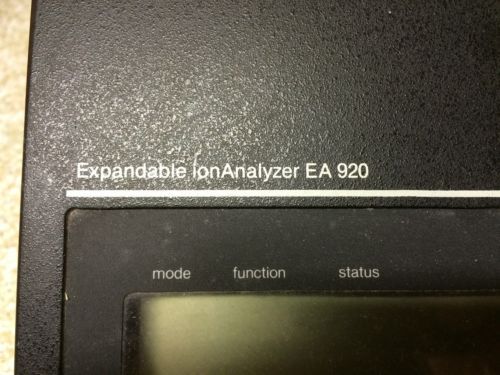 Expandable ionAnalyzer EA 920
mode function status